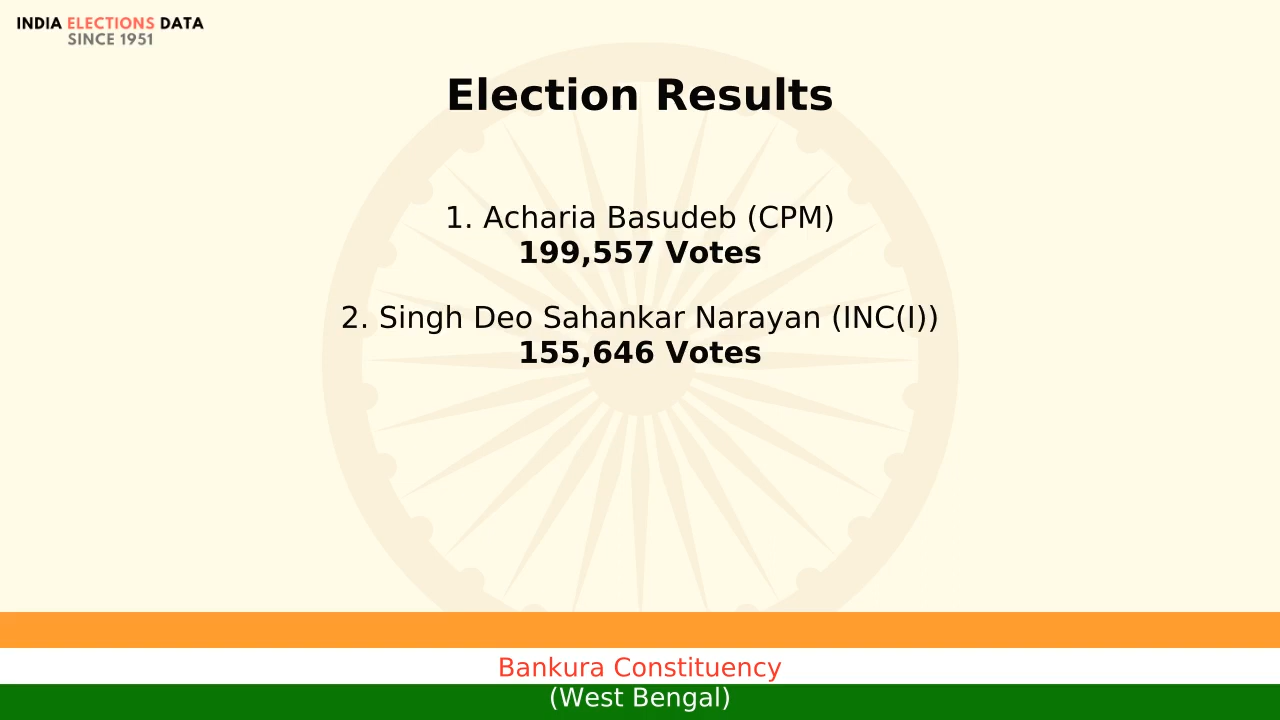 INDIA ELECTIONS DATA
SINCE 1951
Election Results
1. Acharia Basudeb (CPM)
199,557 Votes
2. Singh Deo Sahankar Narayan (INC(I))
155,646 Votes
Bankura Constituency
(West Bengal)